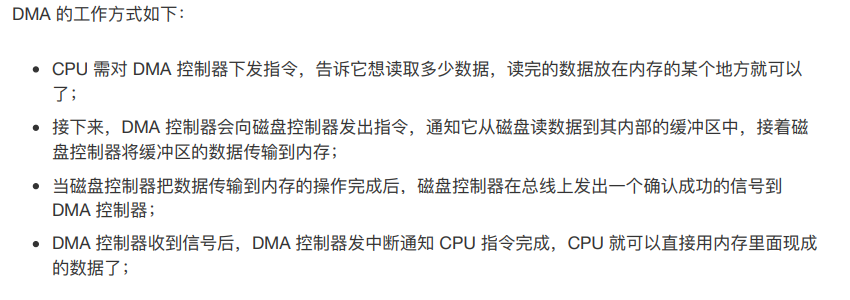 DMA 的工作方式如下：
• CPU 需对 DMA 控制器下发指令，告诉它想读取多少数据，读完的数据放在内存的某个地方就可以
了；
• 接下来，DMA 控制器会向磁盘控制器发出指令，通知它从磁盘读数据到其内部的缓冲区中，接着磁
盘控制器将缓冲区的数据传输到内存；
• 当磁盘控制器把数据传输到内存的操作完成后，磁盘控制器在总线上发出一个确认成功的信号到
DMA 控制器；
• DMA 控制器收到信号后，DMA 控制器发中断通知 CPU 指令完成，CPU 就可以直接用内存里面现成
的数据了；